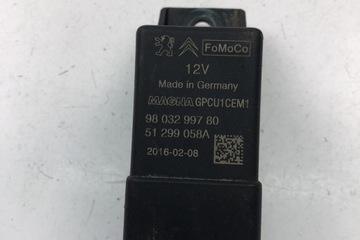 FoMoCo
12V
Made in Germany
MAGNA GPCU1CEM1
98 032 997 80
51 299 058A
2016-02-08